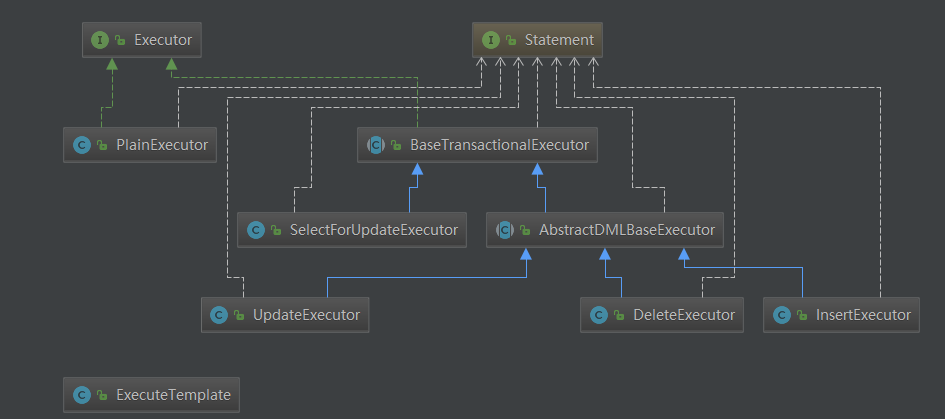 I Executor
I Statement
C PlainExecutor
C BaseTransactionalExecutor
C SelectForUpdateExecutor
C AbstractDMLBaseExecutor
C UpdateExecutor
C DeleteExecutor
C InsertExecutor
C ExecuteTemplate